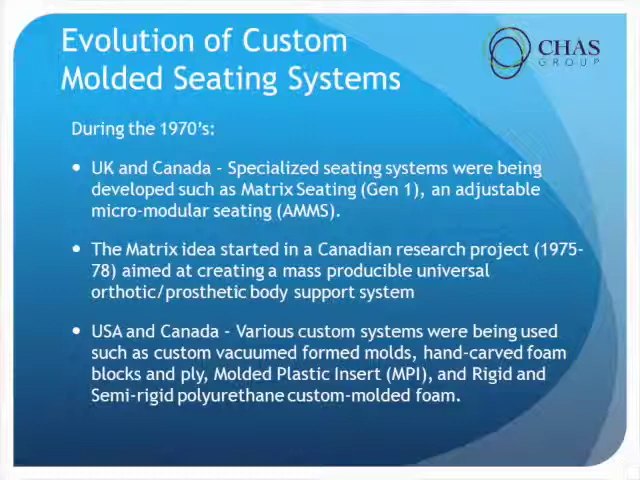 Evolution of Custom
Molded Seating Systems
CHAS
GROUP
During the 1970's:
• UK and Canada - Specialized seating systems were being
developed such as Matrix Seating (Gen 1), an adjustable
micro-modular seating (AMMS).
• The Matrix idea started in a Canadian research project (1975-
78) aimed at creating a mass producible universal
orthotic/prosthetic body support system
• USA and Canada - Various custom systems were being used
such as custom vacuumed formed molds, hand-carved foam
blocks and ply, Molded Plastic Insert (MPI), and Rigid and
Semi-rigid polyurethane custom-molded foam.